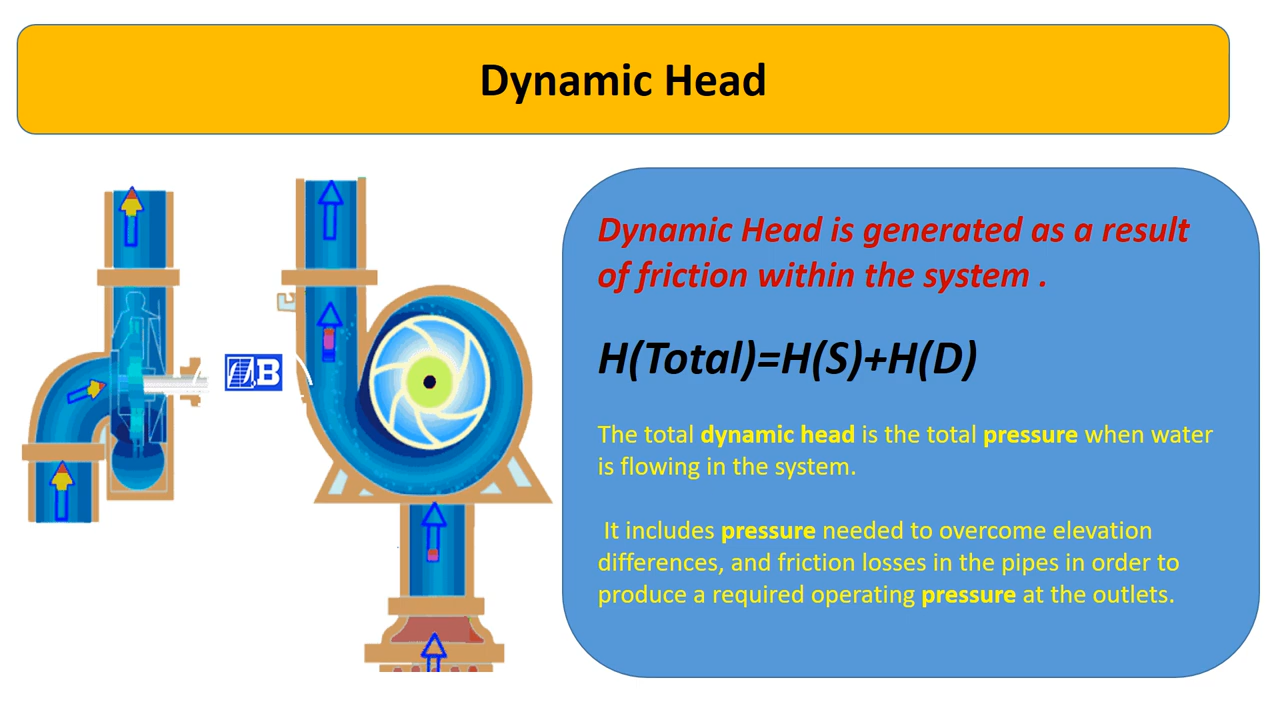 Dynamic Head
B
Dynamic Head is generated as a result
of friction within the system .
H(Total)=H(S)+H(D)
The total dynamic head is the total pressure when water
is flowing in the system.
It includes pressure needed to overcome elevation
differences, and friction losses in the pipes in order to
produce a required operating pressure at the outlets.